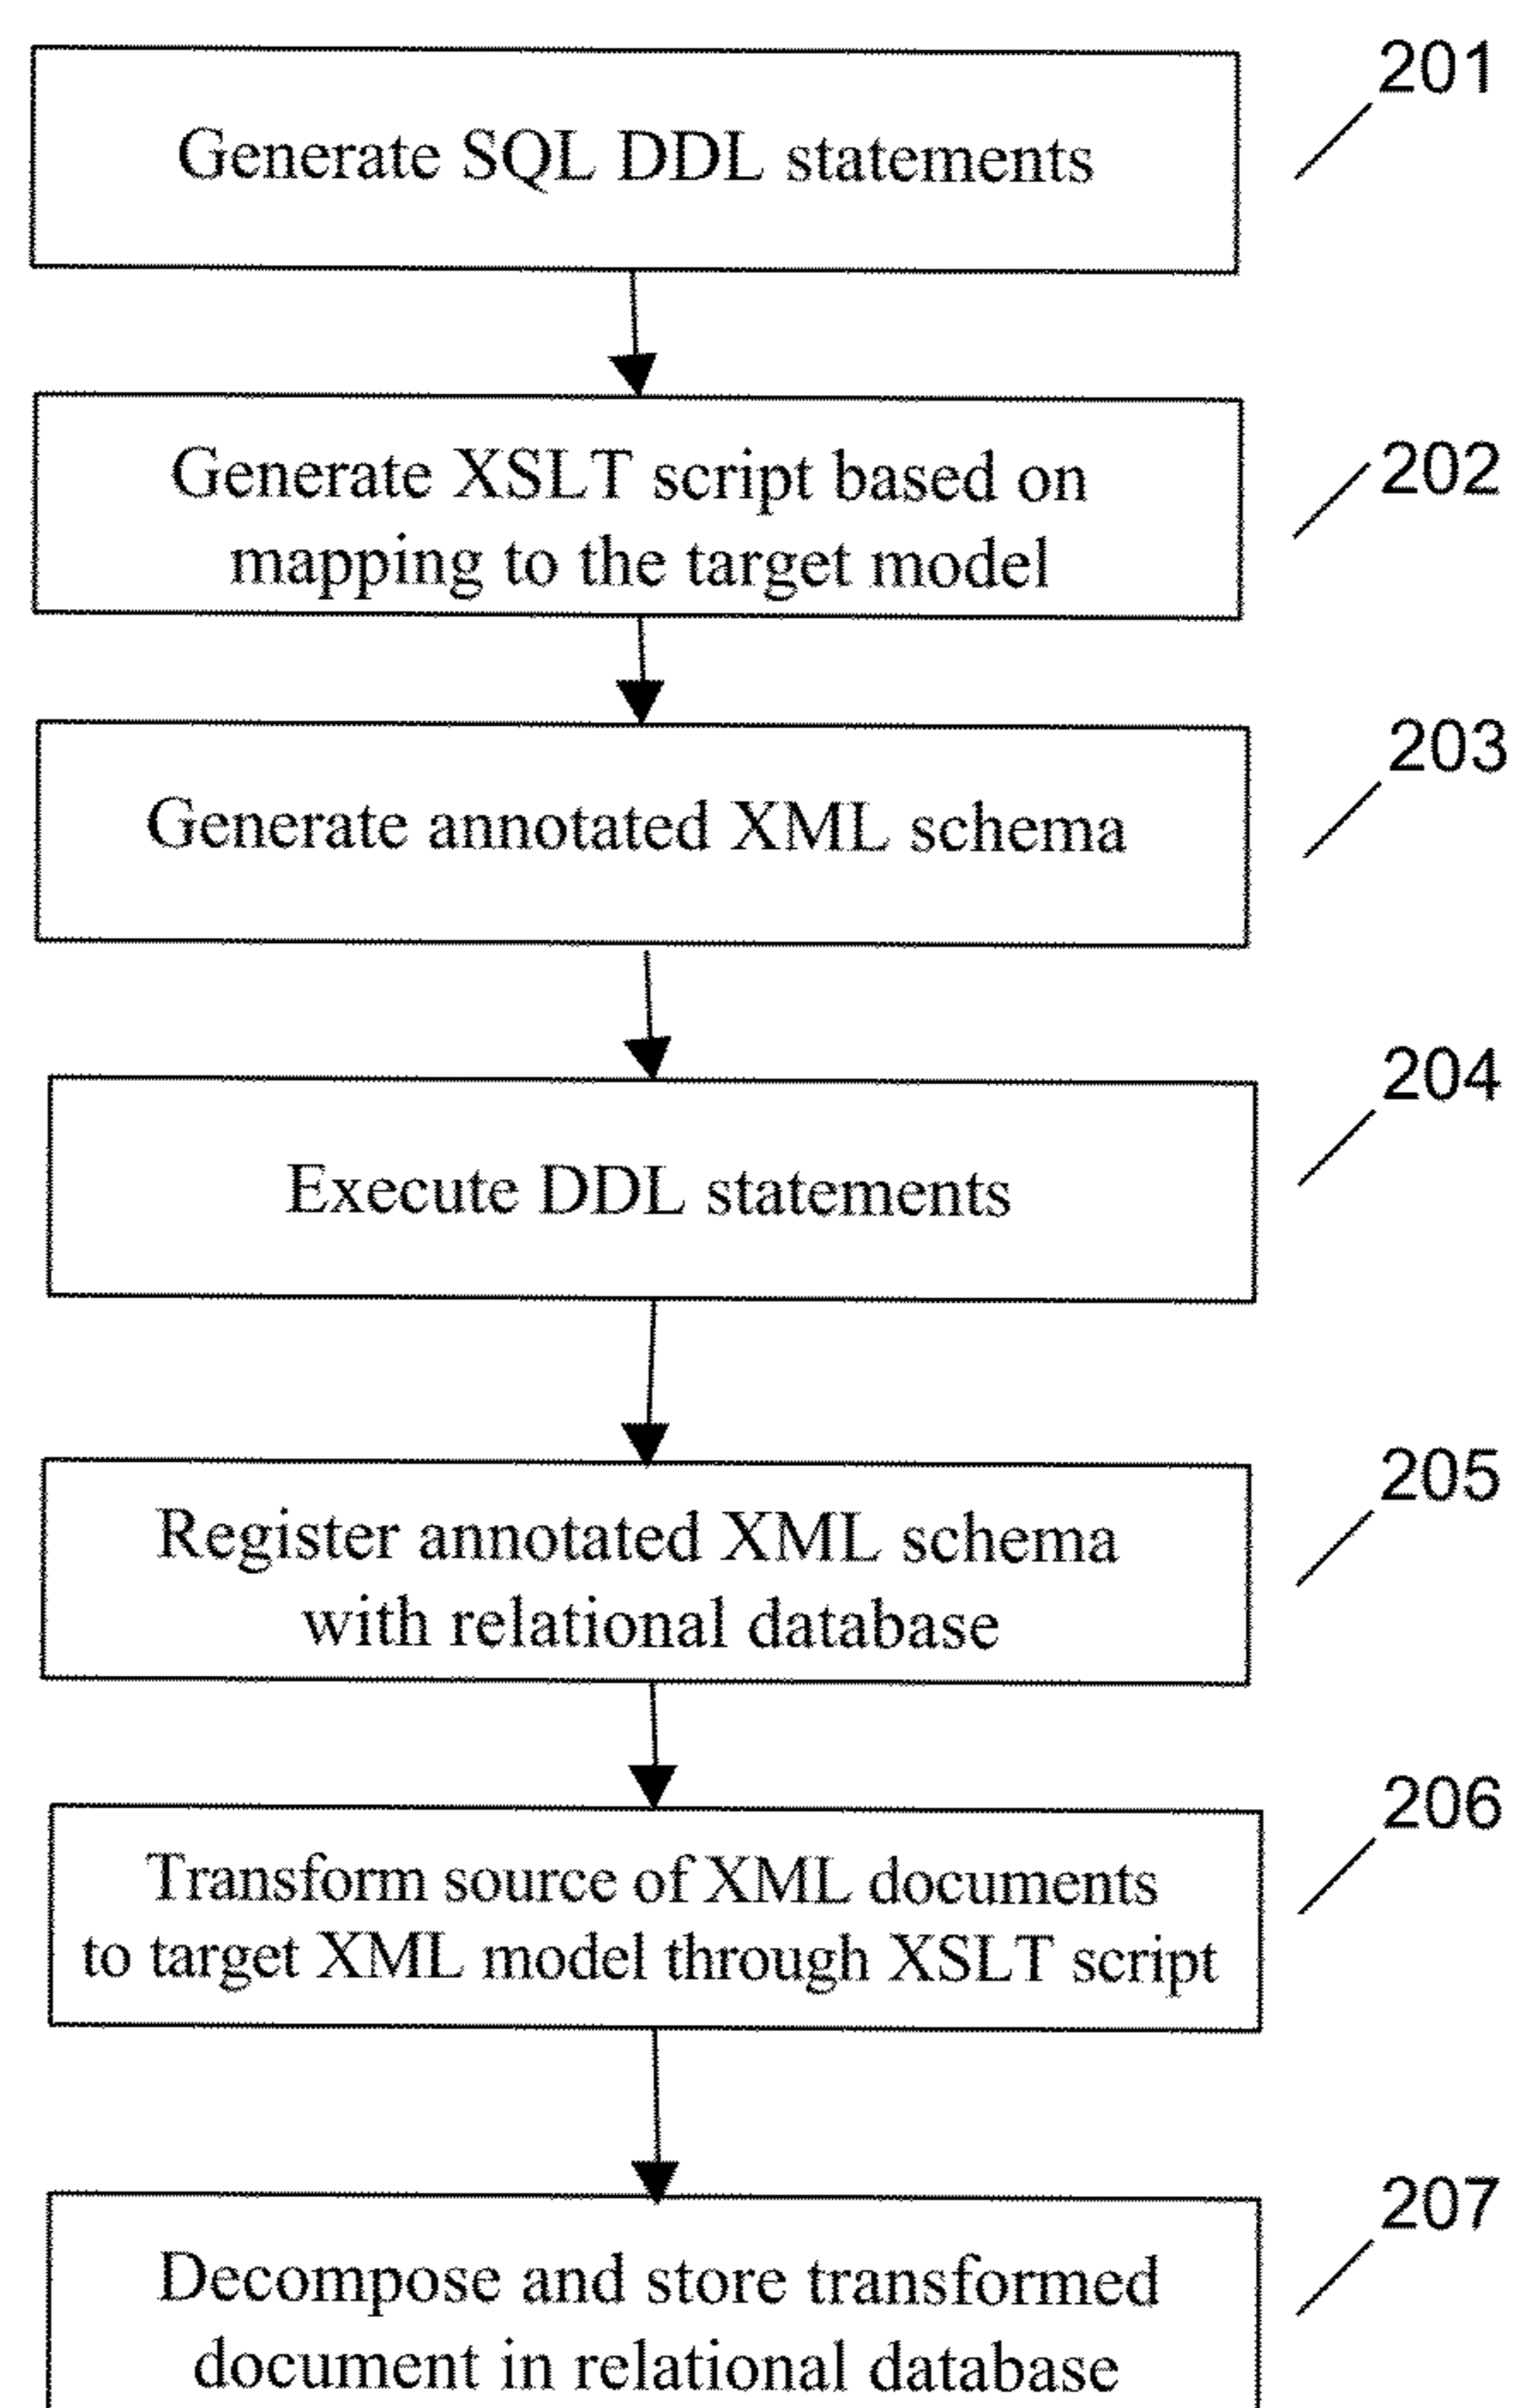 201
Generate SQL DDL statements
202
Generate XSLT script based on
mapping to the target model
203
Generate annotated XML schema
204
Execute DDL statements
205
Register annotated XML schema
with relational database
206
Transform source of XML documents
to target XML model through XSLT script
207
Decompose and store transformed
document in relational database